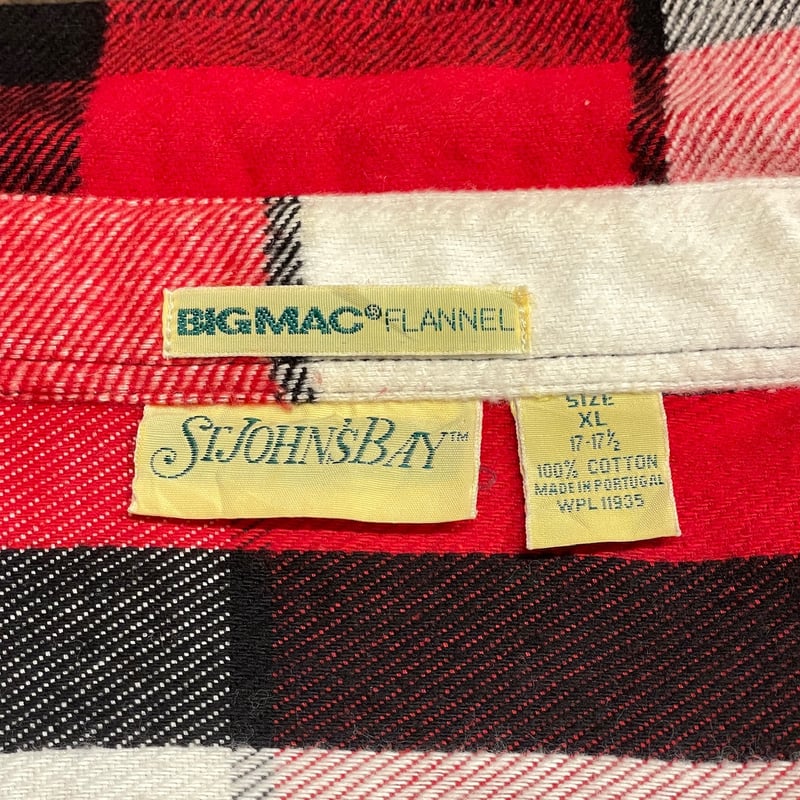 BIGMAC® FLANNEL
ST. JOHN'S BAY™
SIZE
XL
17-17½
100% COTTON
MADE IN PORTUGAL
WPL 11935